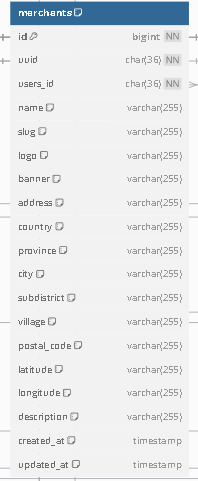 merchants
id bigint NN
uuid char(36) NN
users_id char(36) NN
name varchar(255)
slug varchar(255)
logo varchar(255)
banner varchar(255)
address varchar(255)
country varchar(255)
province varchar(255)
city varchar(255)
subdistrict varchar(255)
village varchar(255)
postal_code varchar(255)
latitude varchar(255)
longitude varchar(255)
description varchar(255)
created_at timestamp
updated_at timestamp